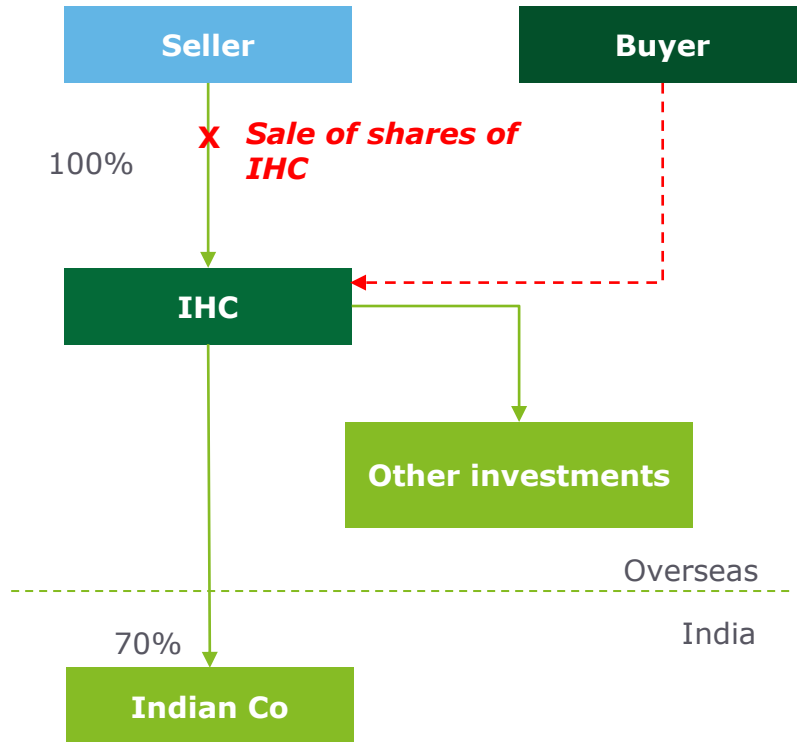 Seller
Buyer
X
Sale of shares of
IHC
100%
IHC
Other investments
Overseas
India
70%
Indian Co